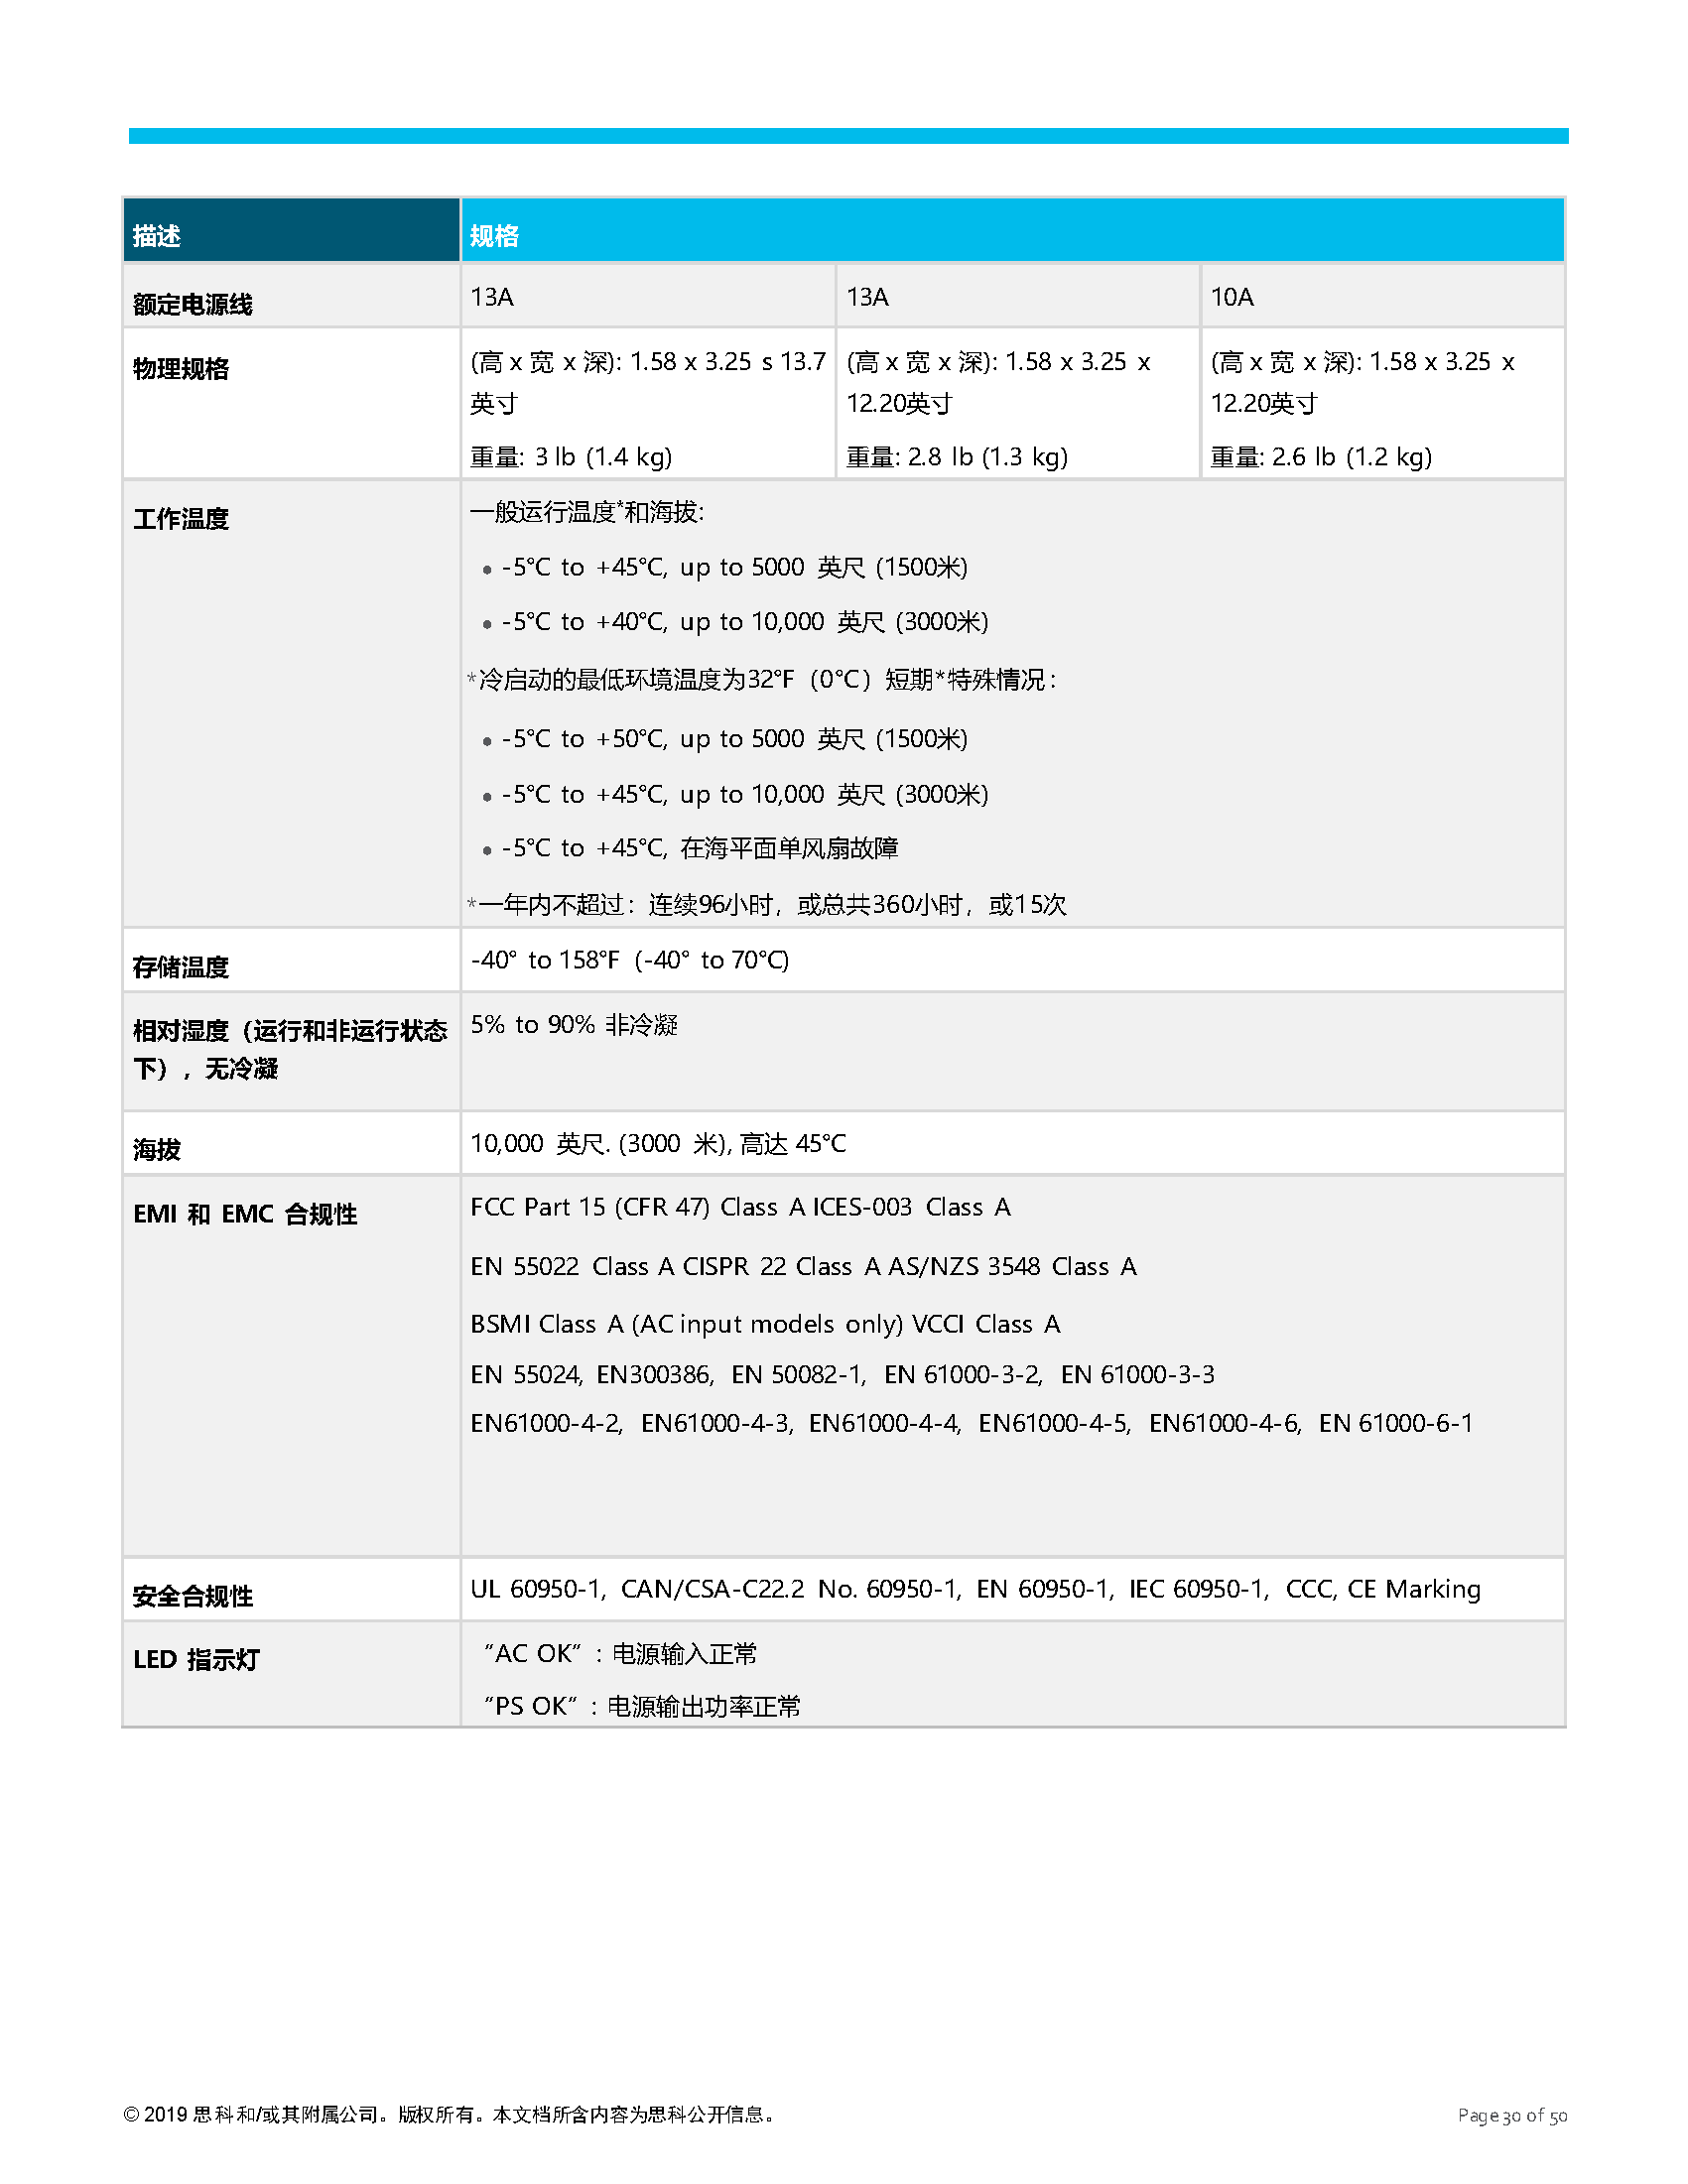 描述
规格
额定电源线
13A
13A
10A
物理规格
(高 x 宽 x 深): 1.58 x 3.25 s 13.7
英寸
重量: 3 lb (1.4 kg)
(高 x 宽 x 深): 1.58 x 3.25 x
12.20英寸
重量: 2.8 lb (1.3 kg)
(高 x 宽 x 深): 1.58 x 3.25 x
12.20英寸
重量: 2.6 lb (1.2 kg)
工作温度
一般运行温度*和海拔:
● -5°C to +45°C, up to 5000 英尺 (1500米)
● -5°C to +40°C, up to 10,000 英尺 (3000米)
*冷启动的最低环境温度为32°F（0°C）短期*特殊情况：
● -5°C to +50°C, up to 5000 英尺 (1500米)
● -5°C to +45°C, up to 10,000 英尺 (3000米)
● -5°C to +45°C, 在海平面单风扇故障
*一年内不超过：连续96小时，或总共360小时，或15次
存储温度
-40° to 158°F (-40° to 70°C)
相对湿度（运行和非运行状态
下），无冷凝
5% to 90% 非冷凝
海拔
10,000 英尺. (3000 米), 高达 45°C
EMI 和 EMC 合规性
FCC Part 15 (CFR 47) Class A ICES-003 Class A
EN 55022 Class A CISPR 22 Class A AS/NZS 3548 Class A
BSMI Class A (AC input models only) VCCI Class A
EN 55024, EN300386, EN 50082-1, EN 61000-3-2, EN 61000-3-3
EN61000-4-2, EN61000-4-3, EN61000-4-4, EN61000-4-5, EN61000-4-6, EN 61000-6-1
安全合规性
UL 60950-1, CAN/CSA-C22.2 No. 60950-1, EN 60950-1, IEC 60950-1, CCC, CE Marking
LED 指示灯
“AC OK”：电源输入正常
“PS OK”：电源输出功率正常
© 2019 思科和/或其附属公司。版权所有。本文档所含内容为思科公开信息。
Page 30 of 50